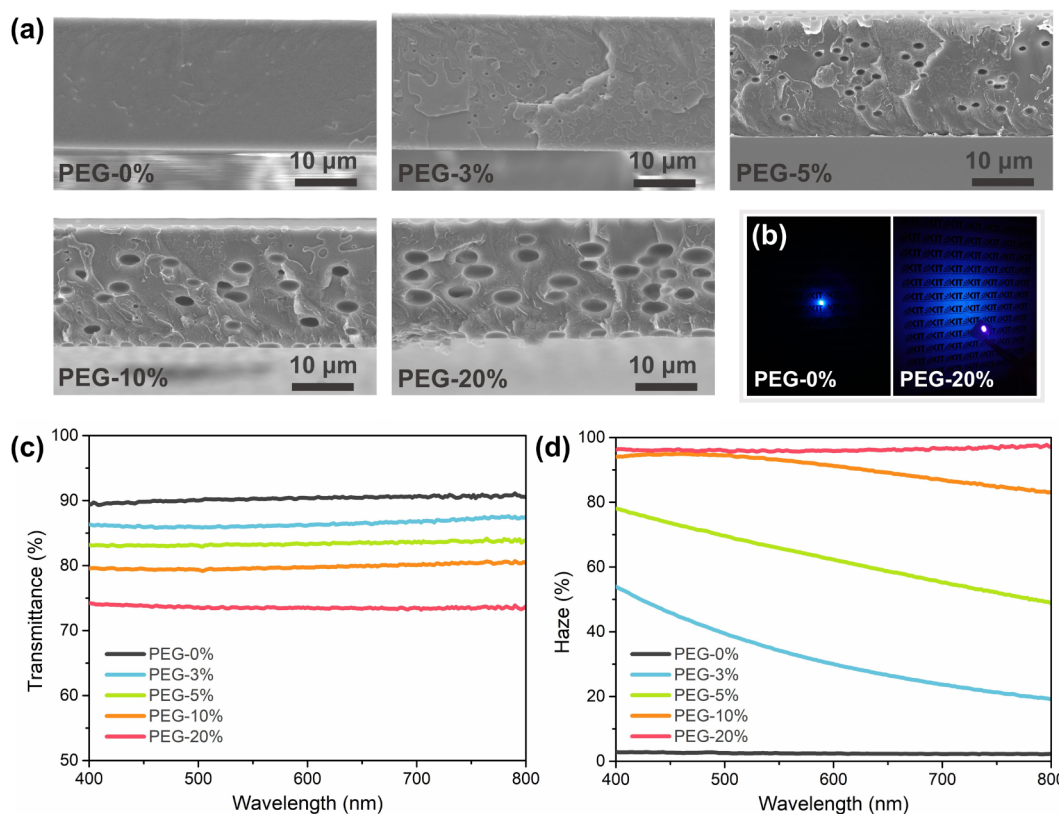 (a)
PEG-0%
10 µm
PEG-3%
10 µm
PEG-5%
10 µm
PEG-10%
10 µm
PEG-20%
10 µm
(b)
PEG-0%
KIT
PEG-20%
(c)
Transmittance (%)
100
90
80
70
60
50
PEG-0%
PEG-3%
PEG-5%
PEG-10%
PEG-20%
400
500
600
700
800
Wavelength (nm)
(d)
Haze (%)
100
80
60
40
20
0
PEG-0%
PEG-3%
PEG-5%
PEG-10%
PEG-20%
400
500
600
700
800
Wavelength (nm)